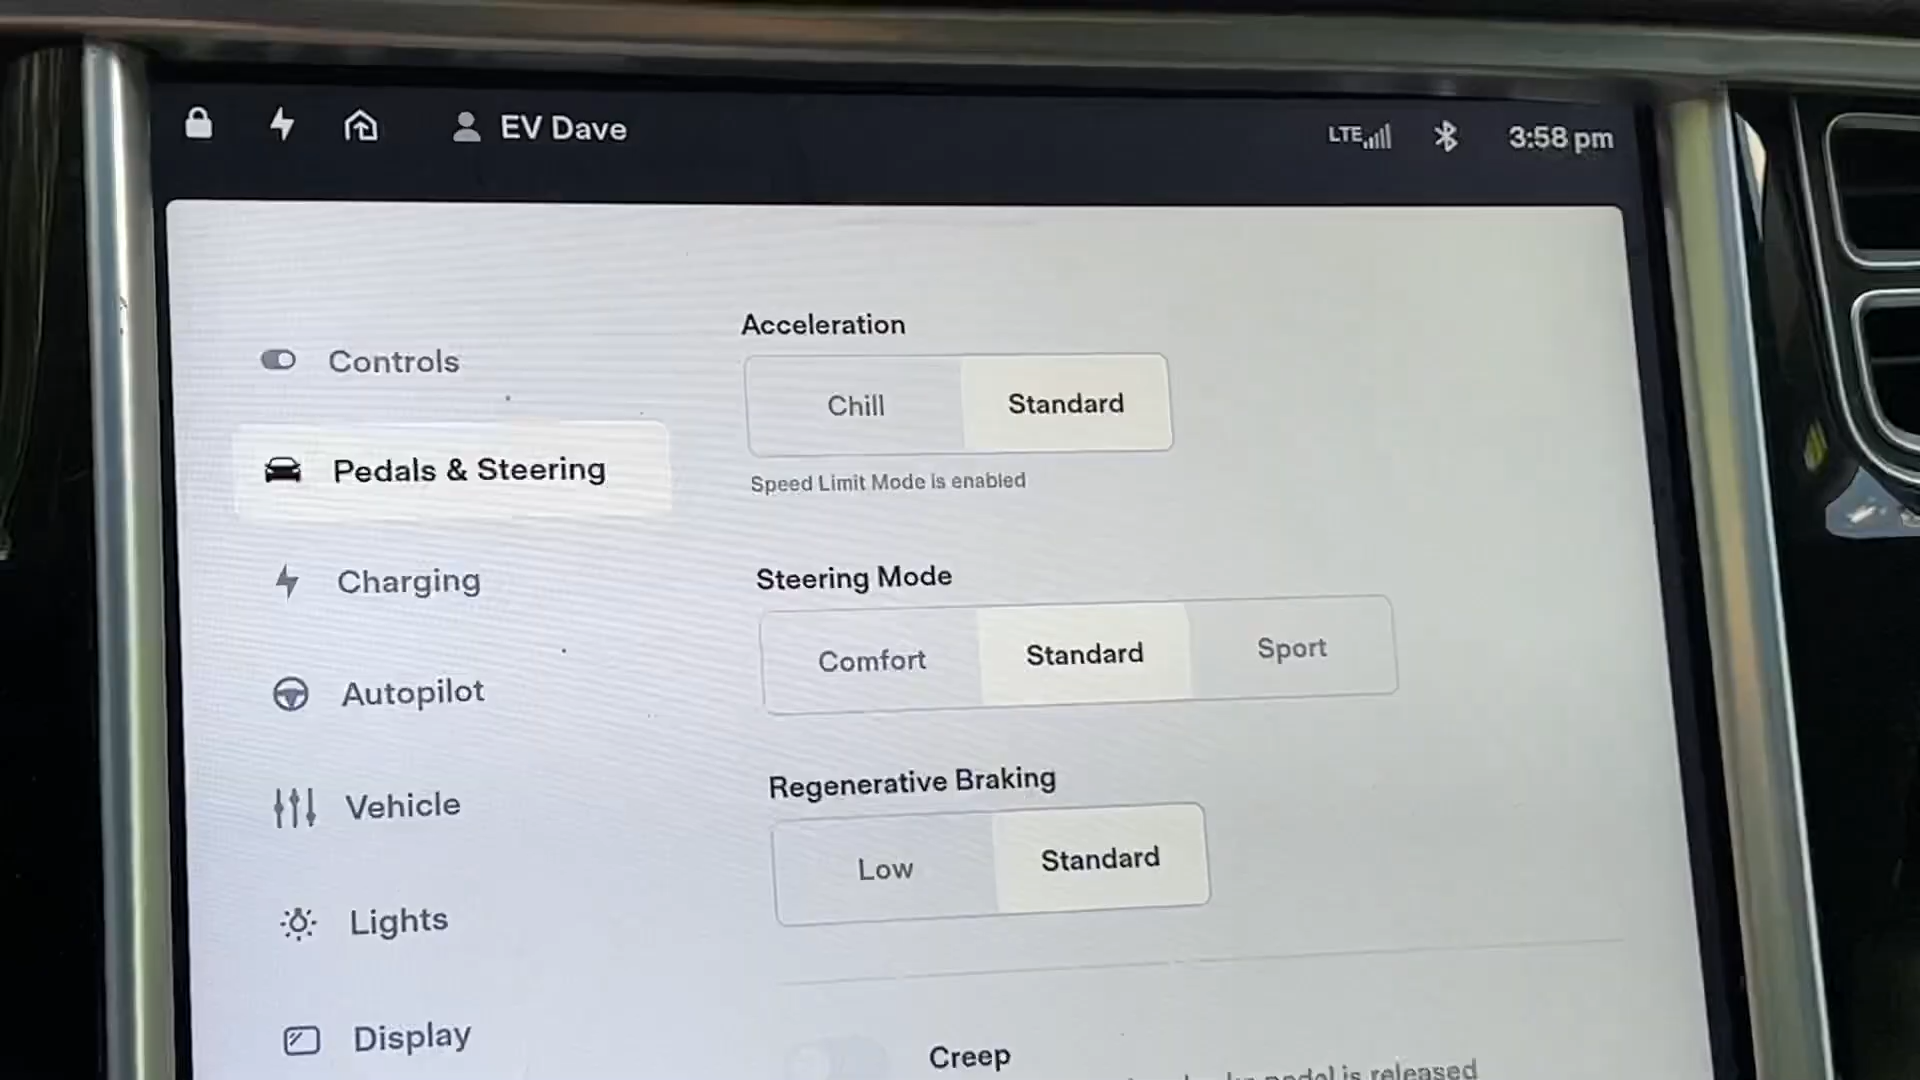 EV Dave
LTE
3:58 pm
Controls
Pedals & Steering
Charging
Autopilot
Vehicle
Lights
Display
Acceleration
Chill
Standard
Speed Limit Mode is enabled
Steering Mode
Comfort
Standard
Sport
Regenerative Braking
Low
Standard
Creep
pedal is released